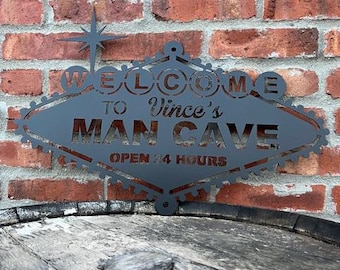 WELCOME
TO Vince's
MAN CAVE
OPEN 24 HOURS